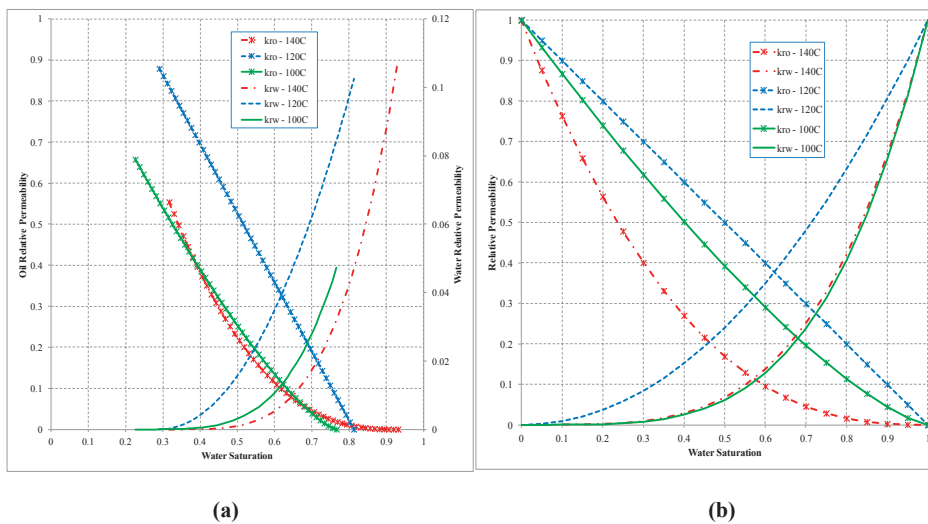 1
0.9
0.8
0.7
0.6
0.5
0.4
0.3
0.2
0.1
0
Oil Relative Permeability
0 0.1 0.2 0.3 0.4 0.5 0.6 0.7 0.8 0.9 1
Water Saturation
0.12
0.1
0.08
0.06
0.04
0.02
0
Water Relative Permeability
kro - 140C
kro - 120C
kro - 100C
krw - 140C
krw - 120C
krw - 100C
(a)
1
0.9
0.8
0.7
0.6
0.5
0.4
0.3
0.2
0.1
0
Relative Permeability
0 0.1 0.2 0.3 0.4 0.5 0.6 0.7 0.8 0.9 1
Water Saturation
kro - 140C
krw - 140C
kro - 120C
krw - 120C
kro - 100C
krw - 100C
(b)